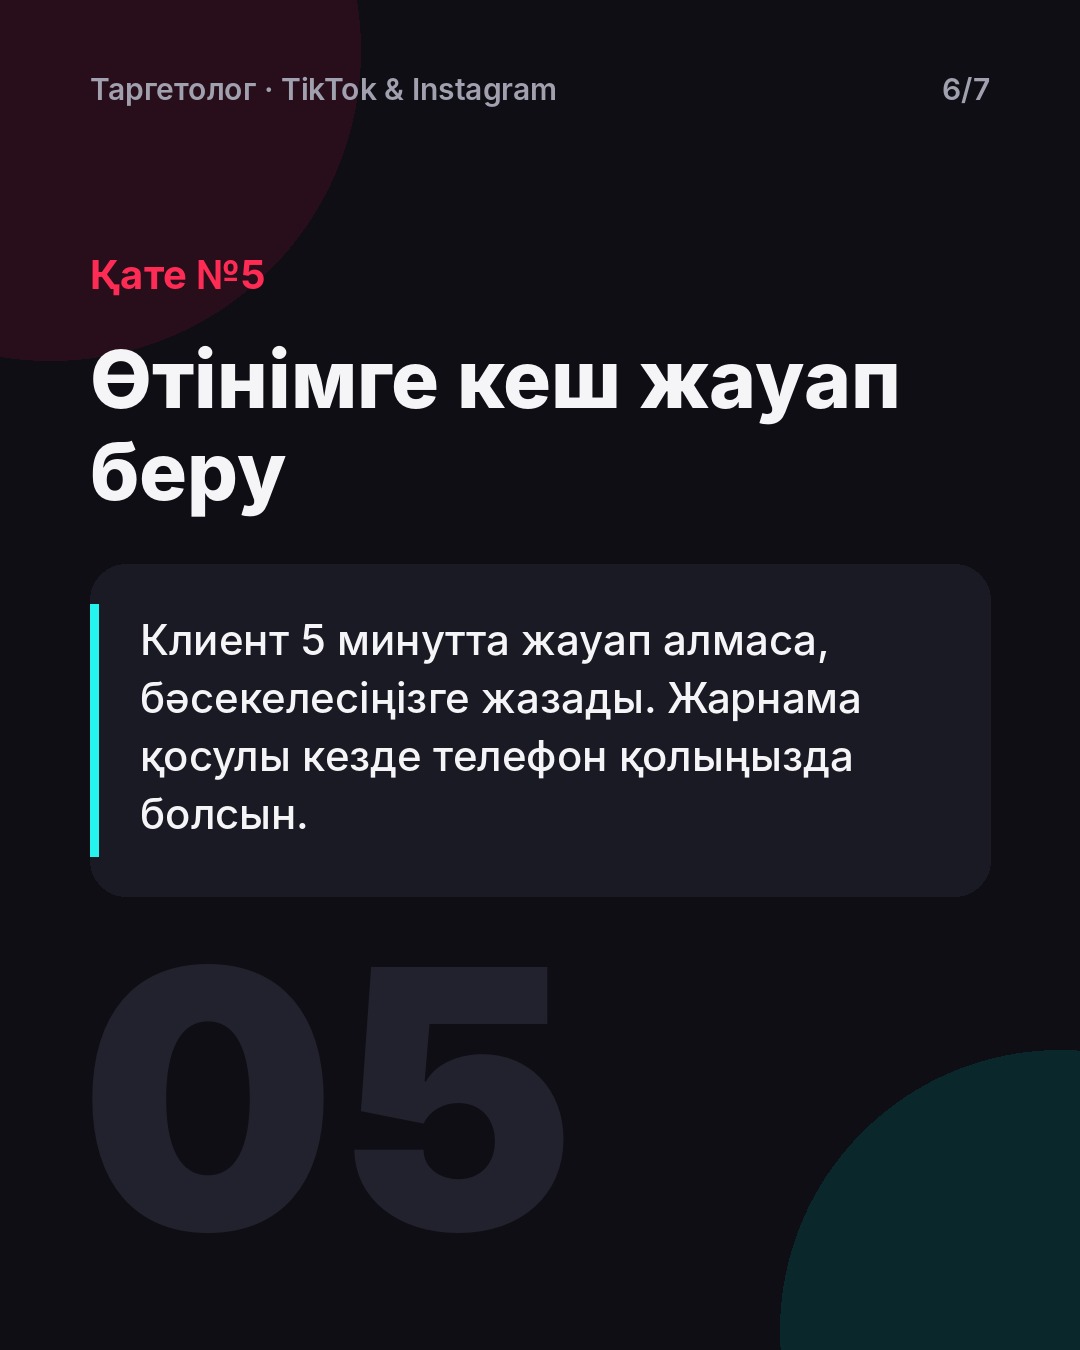 Таргетолог · TikTok & Instagram
6/7
Қате №5
Өтінімге кеш жауап
беру
Клиент 5 минутта жауап алмаса,
бәсекелесіңізге жазады. Жарнама
қосулы кезде телефон қолыңызда
болсын.
05